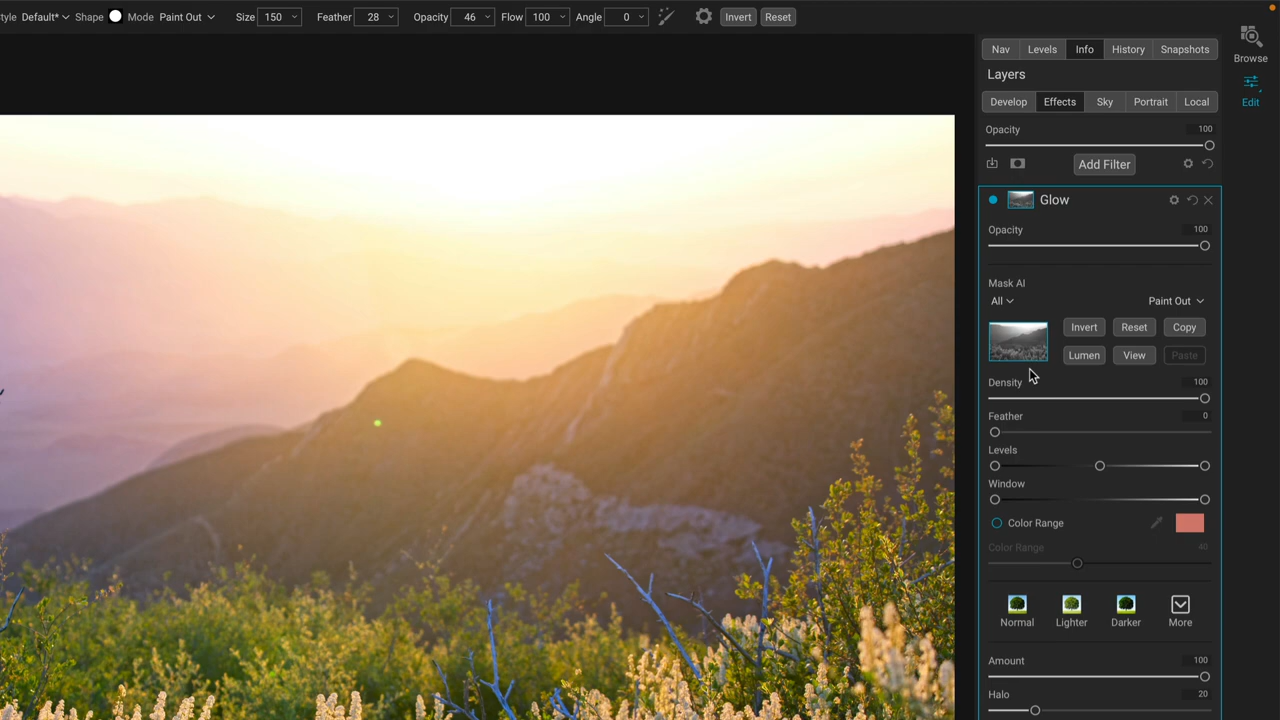 tyle Default* Shape Mode Paint Out Size 150 Feather 28 Opacity 46 Flow 100 Angle 0 Invert Reset
Nav Levels Info History Snapshots
Browse
Layers
Edit
Develop Effects Sky Portrait Local
Opacity 100
Add Filter
Glow
Opacity 100
Mask AI
All Paint Out
Invert Reset Copy
Lumen View Paste
Density 100
Feather 0
Levels
Window
Color Range
Color Range 40
Normal Lighter Darker More
Amount 100
Halo 20